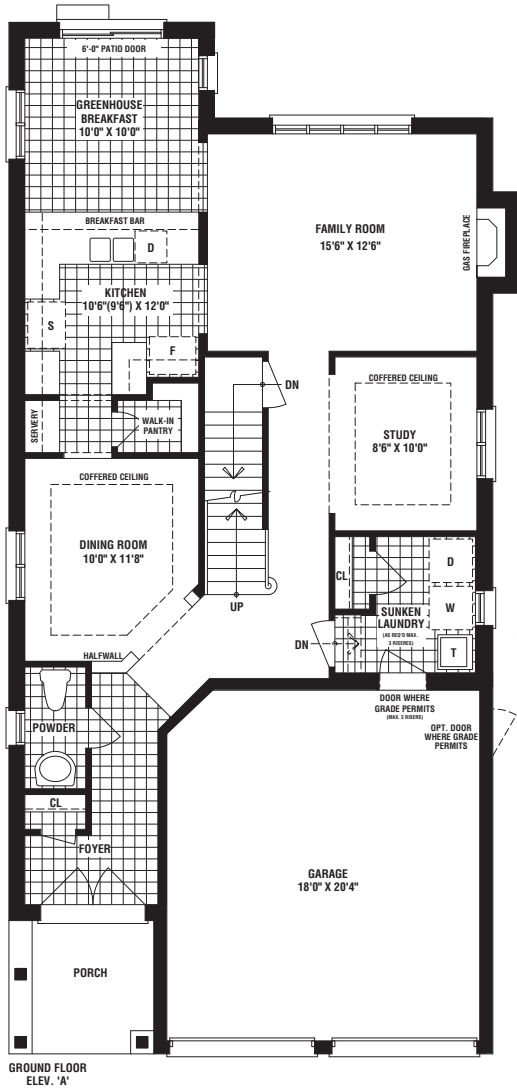 6'-0" PATIO DOOR
GREENHOUSE
BREAKFAST
10'0" X 10'0"
BREAKFAST BAR
D
KITCHEN
10'6"(9'6") X 12'0"
S
F
FAMILY ROOM
15'6" X 12'6"
GAS FIREPLACE
DN
SERVERY
WALK-IN
PANTRY
COFFERED CEILING
STUDY
8'6" X 10'0"
COFFERED CEILING
DINING ROOM
10'0" X 11'8"
UP
CL
D
W
SUNKEN
LAUNDRY
(AS REQ'D MAX.
3 RISERES)
T
DN
HALFWALL
DOOR WHERE
GRADE PERMITS
(MAX. 3 RISERS)
OPT. DOOR
WHERE GRADE
PERMITS
POWDER
CL
FOYER
GARAGE
18'0" X 20'4"
PORCH
GROUND FLOOR
ELEV. 'A'